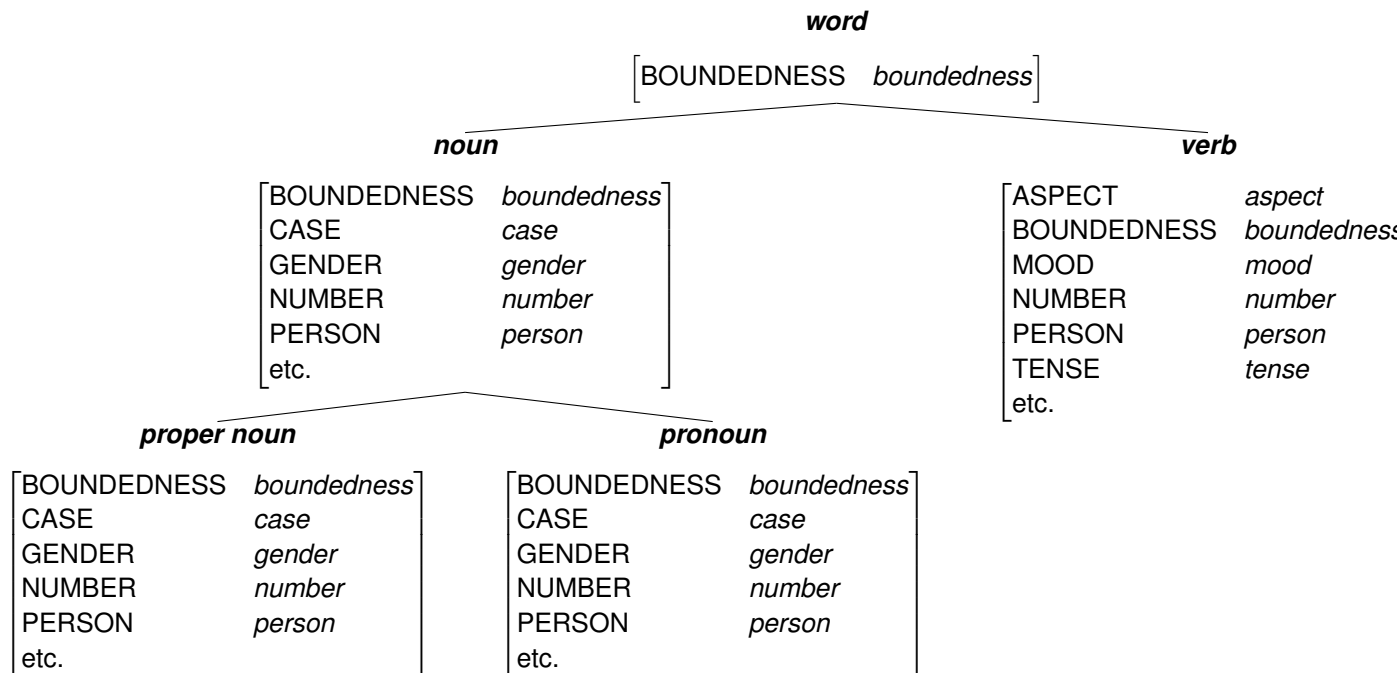 word
BOUNDEDNESS boundedness
noun
BOUNDEDNESS boundedness
CASE case
GENDER gender
NUMBER number
PERSON person
etc.
verb
ASPECT aspect
BOUNDEDNESS boundedness
MOOD mood
NUMBER number
PERSON person
TENSE tense
etc.
proper noun
BOUNDEDNESS boundedness
CASE case
GENDER gender
NUMBER number
PERSON person
etc.
pronoun
BOUNDEDNESS boundedness
CASE case
GENDER gender
NUMBER number
PERSON person
etc.